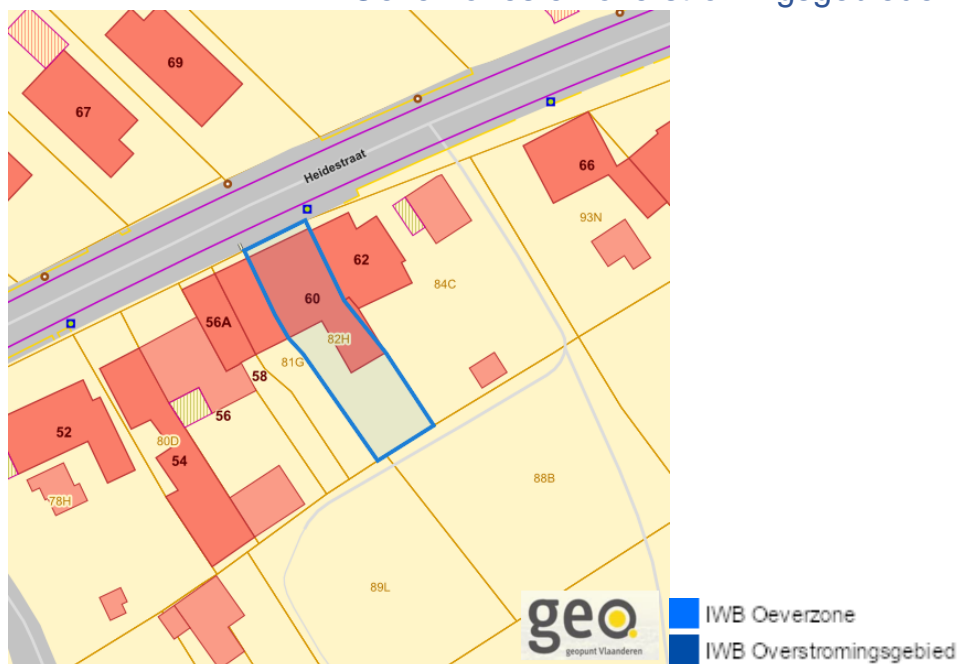 69
67
Heidestraat
66
93N
62
84C
60
56A
82H
81G
58
56
52
80D
54
78H
88B
89L
geo.
geopunt Vlaanderen
IWB Oeverzone
IWB Overstromingsgebied